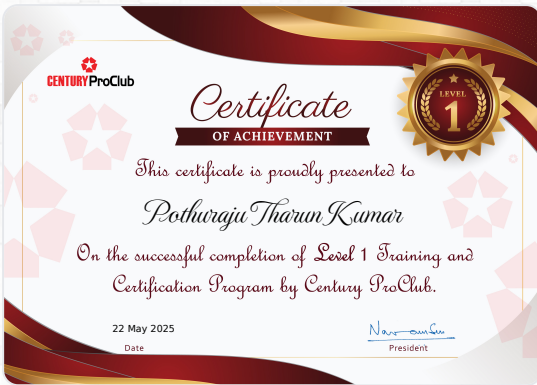 CENTURY ProClub
Certificate
OF ACHIEVEMENT
LEVEL
1
This certificate is proudly presented to
Pothuraju Tharun Kumar
On the successful completion of Level 1 Training and
Certification Program by Century ProClub.
22 May 2025
Date
President